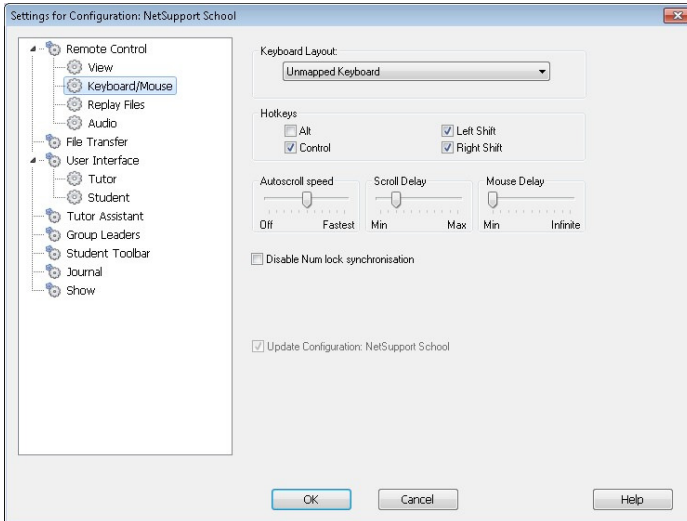 Settings for Configuration: NetSupport School
Remote Control
View
Keyboard/Mouse
Replay Files
Audio
File Transfer
User Interface
Tutor
Student
Tutor Assistant
Group Leaders
Student Toolbar
Journal
Show
Keyboard Layout:
Unmapped Keyboard
Hotkeys
Alt
Left Shift
Control
Right Shift
Autoscroll speed
Off Fastest
Scroll Delay
Min Max
Mouse Delay
Min Infinite
Disable Num lock synchronisation
Update Configuration: NetSupport School
OK
Cancel
Help